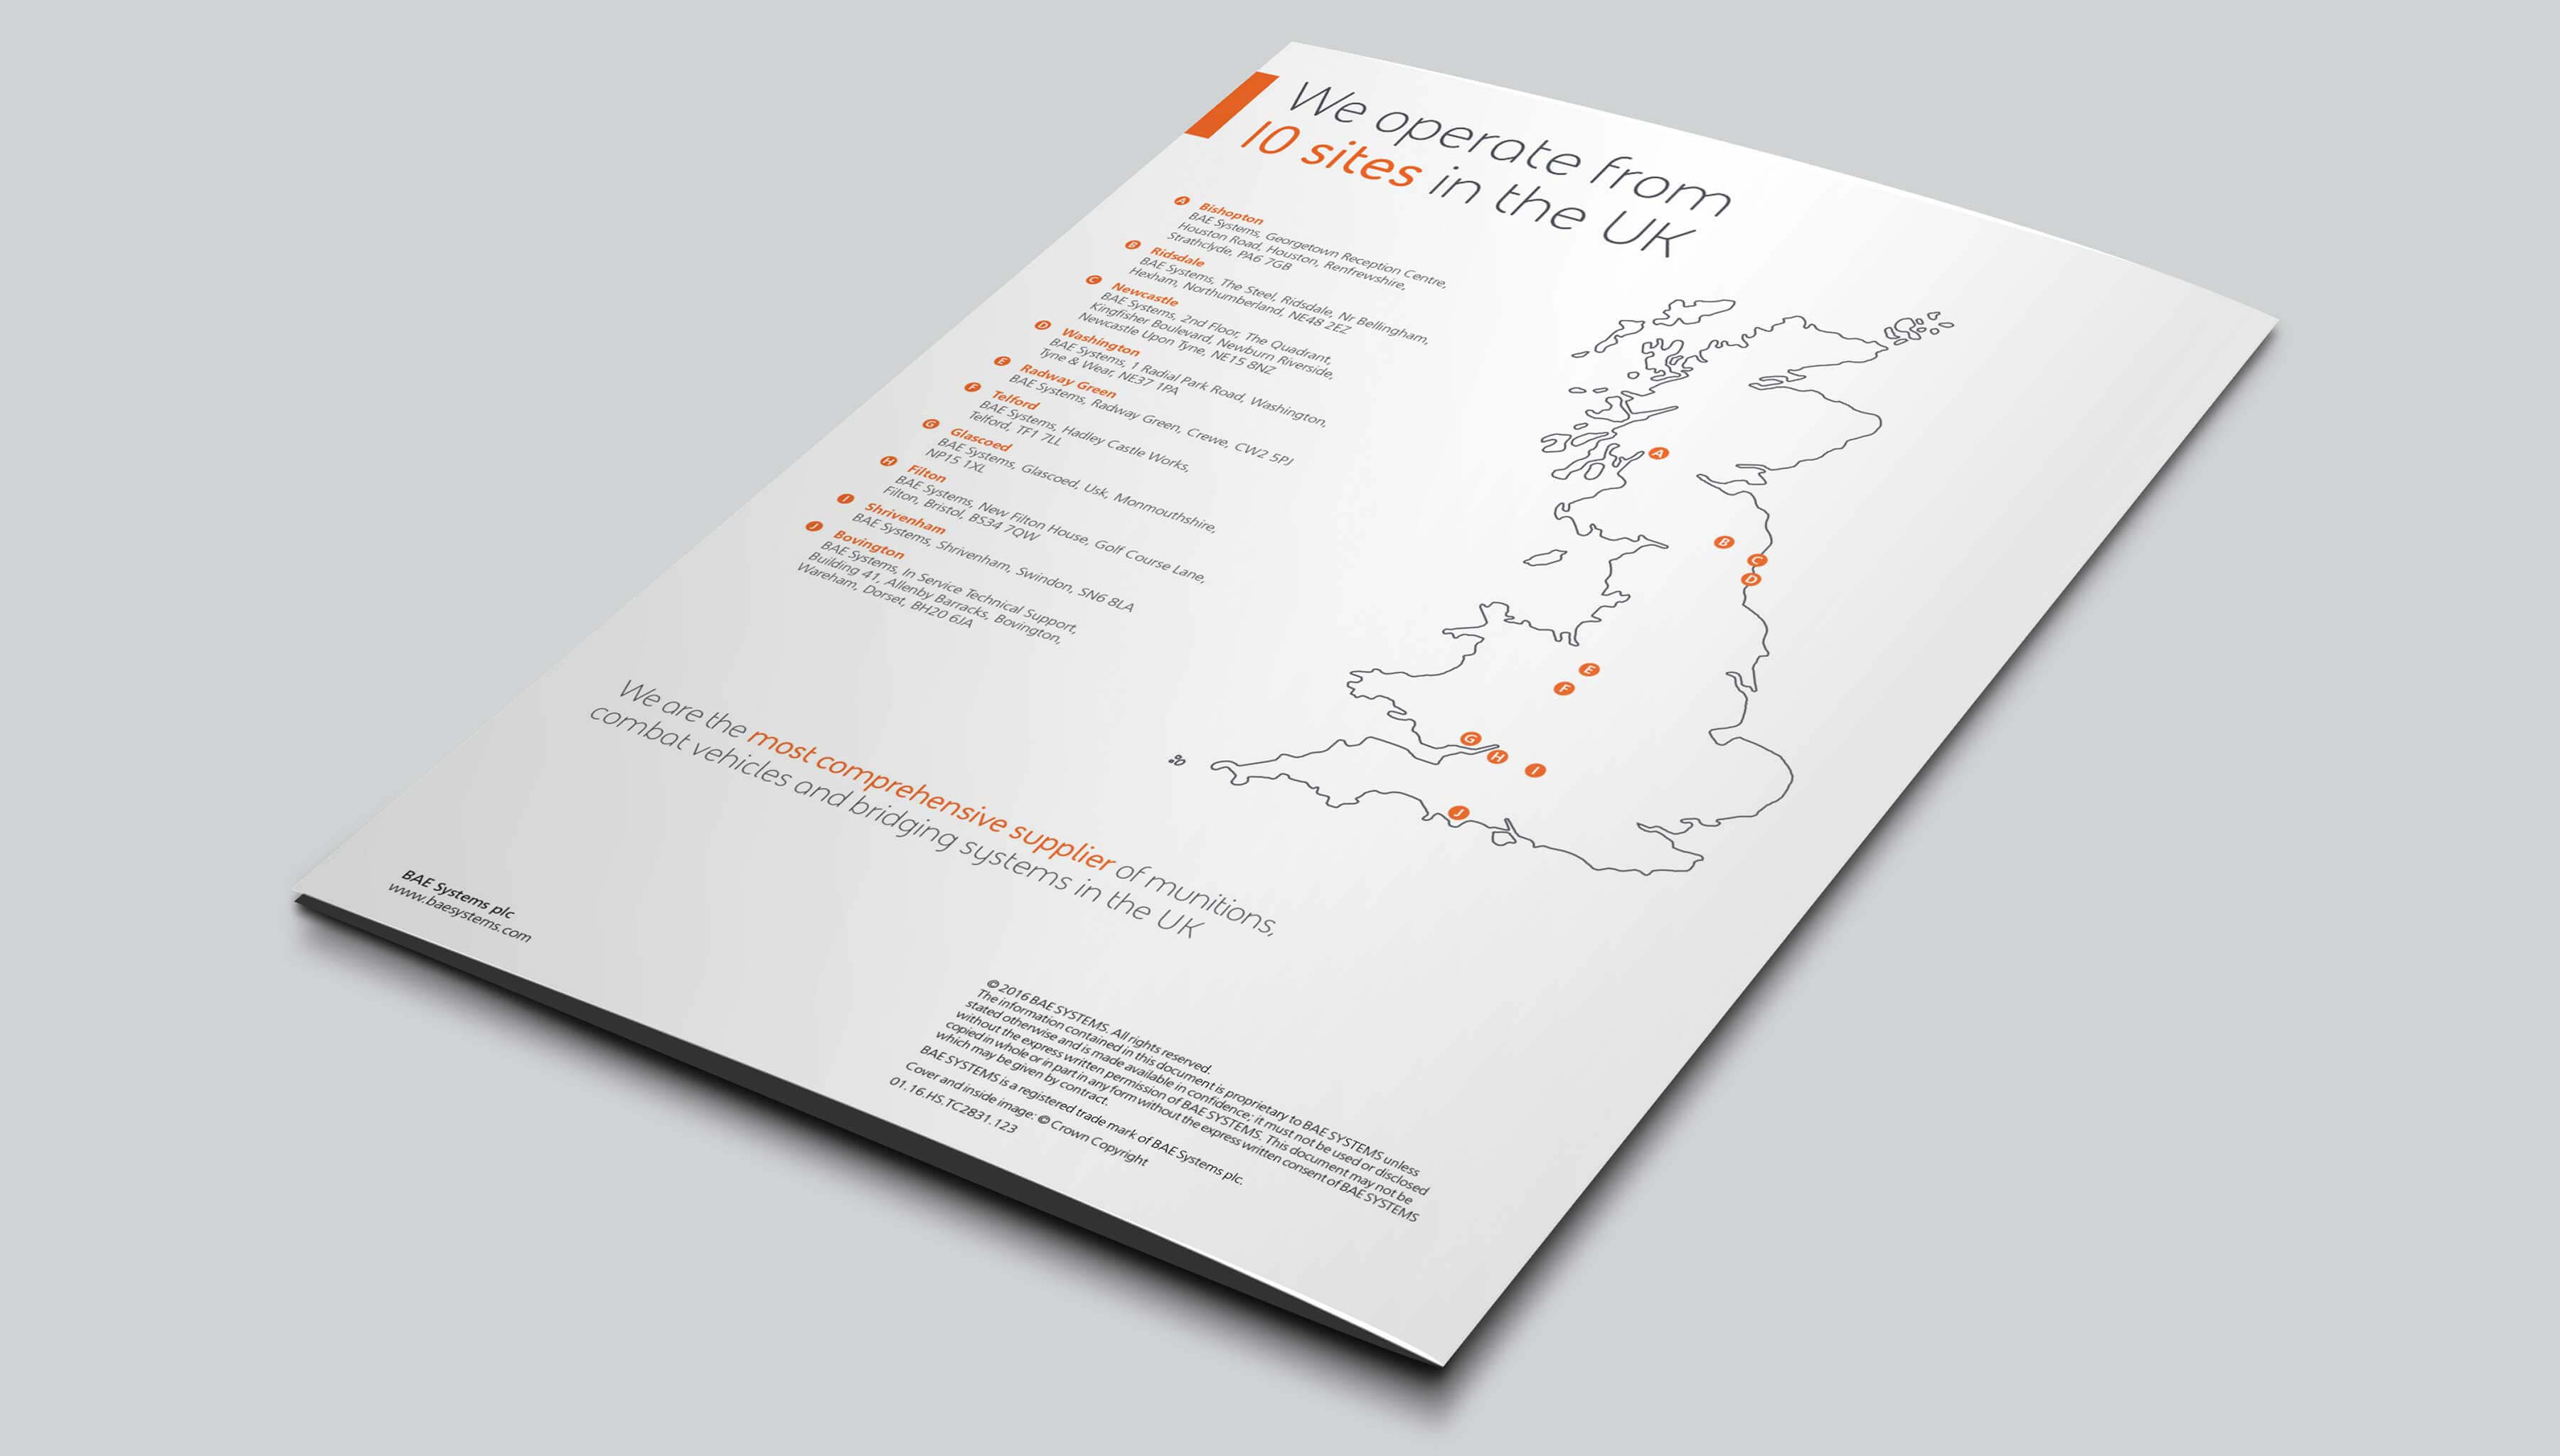 We operate from
10 sites in the UK
A Bishopton
BAE Systems, Georgetown Reception Centre,
Houston Road, Houston, Renfrewshire,
Strathclyde, PA6 7GB
B Ridsdale
BAE Systems, The Steel, Ridsdale, Nr Bellingham,
Hexham, Northumberland, NE48 2EZ
C Newcastle
BAE Systems, 2nd Floor, The Quadrant,
Kingfisher Boulevard, Newburn Riverside,
Newcastle Upon Tyne, NE15 8NZ
D Washington
BAE Systems, 1 Radial Park Road, Washington,
Tyne & Wear, NE37 1PA
E Radway Green
BAE Systems, Radway Green, Crewe, CW2 5PJ
F Telford
BAE Systems, Hadley Castle Works,
Telford, TF1 7LL
G Glascoed
BAE Systems, Glascoed, Usk, Monmouthshire,
NP15 1XL
H Filton
BAE Systems, New Filton House, Golf Course Lane,
Filton, Bristol, BS34 7QW
I Shrivenham
BAE Systems, Shrivenham, Swindon, SN6 8LA
J Bovington
BAE Systems, In Service Technical Support,
Building 41, Allenby Barracks, Bovington,
Wareham, Dorset, BH20 6JA
A
B
C
D
E
F
G
H
I
J
We are the most comprehensive supplier of munitions,
combat vehicles and bridging systems in the UK
BAE Systems plc
www.baesystems.com
© 2016 BAE SYSTEMS. All rights reserved.
The information contained in this document is proprietary to BAE SYSTEMS unless
stated otherwise and is made available in confidence; it must not be used or disclosed
without the express written permission of BAE SYSTEMS. This document may not be
copied in whole or in part in any form without the express written consent of BAE SYSTEMS
which may be given by contract.
BAE SYSTEMS is a registered trade mark of BAE Systems plc.
Cover and inside image: © Crown Copyright
01.16.HS.TC2831.123